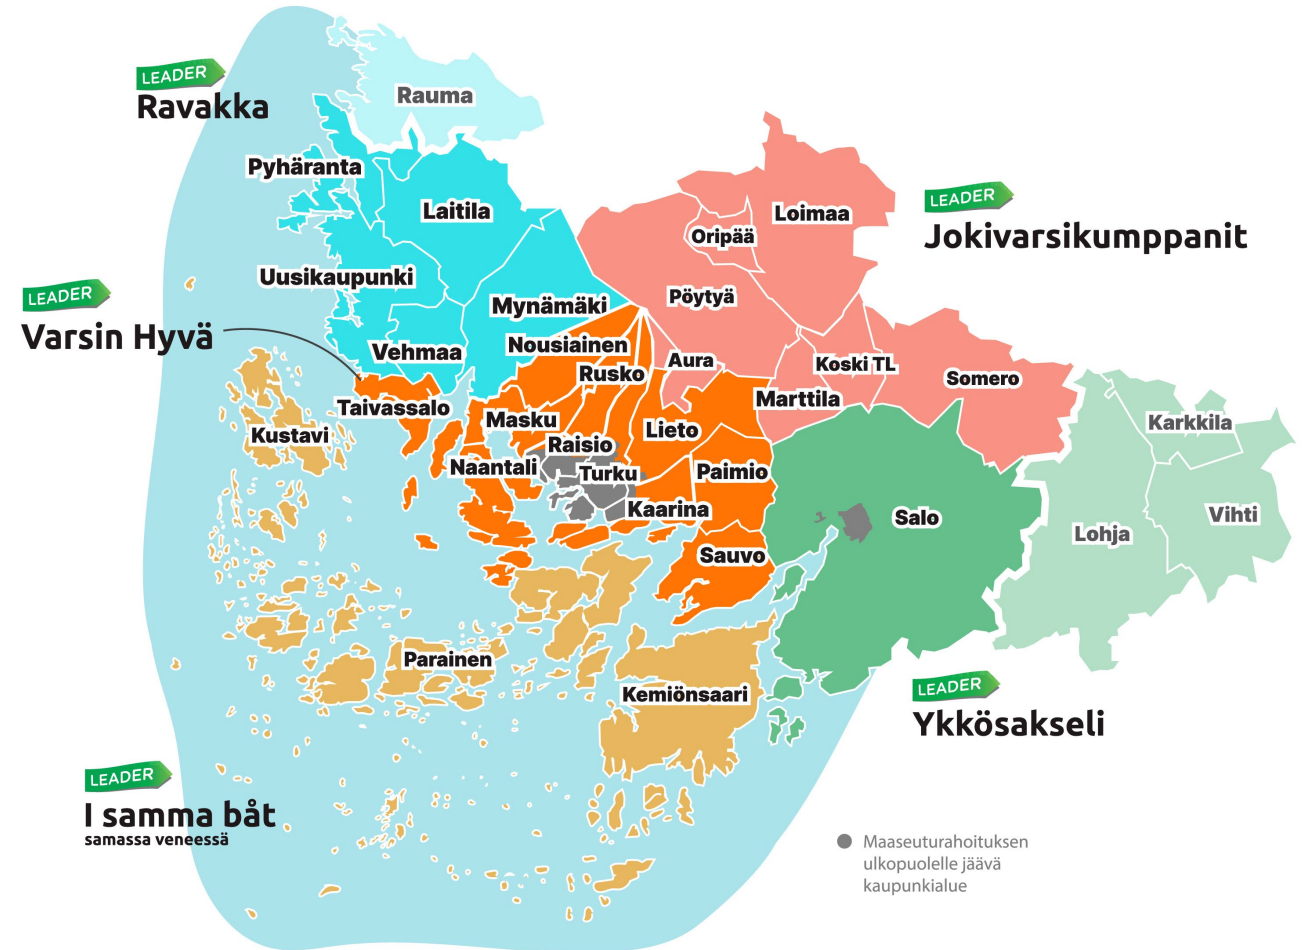 LEADER
Ravakka
Rauma
Pyhäranta
Laitila
Loimaa
LEADER
Jokivarsikumppanit
Oripää
Uusikaupunki
LEADER
Varsin Hyvä
Mynämäki
Pöytyä
Nousiainen
Vehmaa
Rusko
Aura
Koski TL
Somero
Taivassalo
Marttila
Masku
Karkkila
Kustavi
Lieto
Raisio
Naantali
Turku
Paimio
Kaarina
Salo
Vihti
Lohja
Sauvo
Parainen
Kemiönsaari
LEADER
Ykkösakseli
LEADER
I samma båt
samassa veneessä
Maaseuturahoituksen
ulkopuolelle jäävä
kaupunkialue